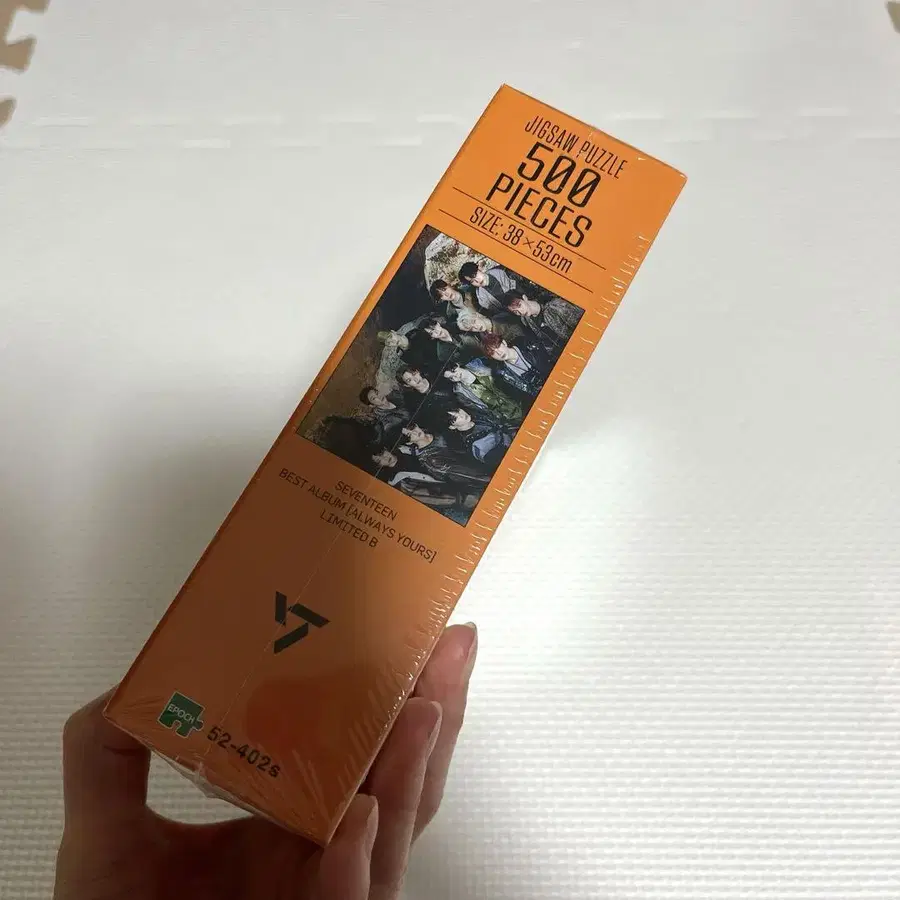 JIGSAW PUZZLE
500
PIECES
SIZE: 38×53cm
SEVENTEEN
BEST ALBUM [ALWAYS YOURS]
LIMITED B
EPOCH
52-402s